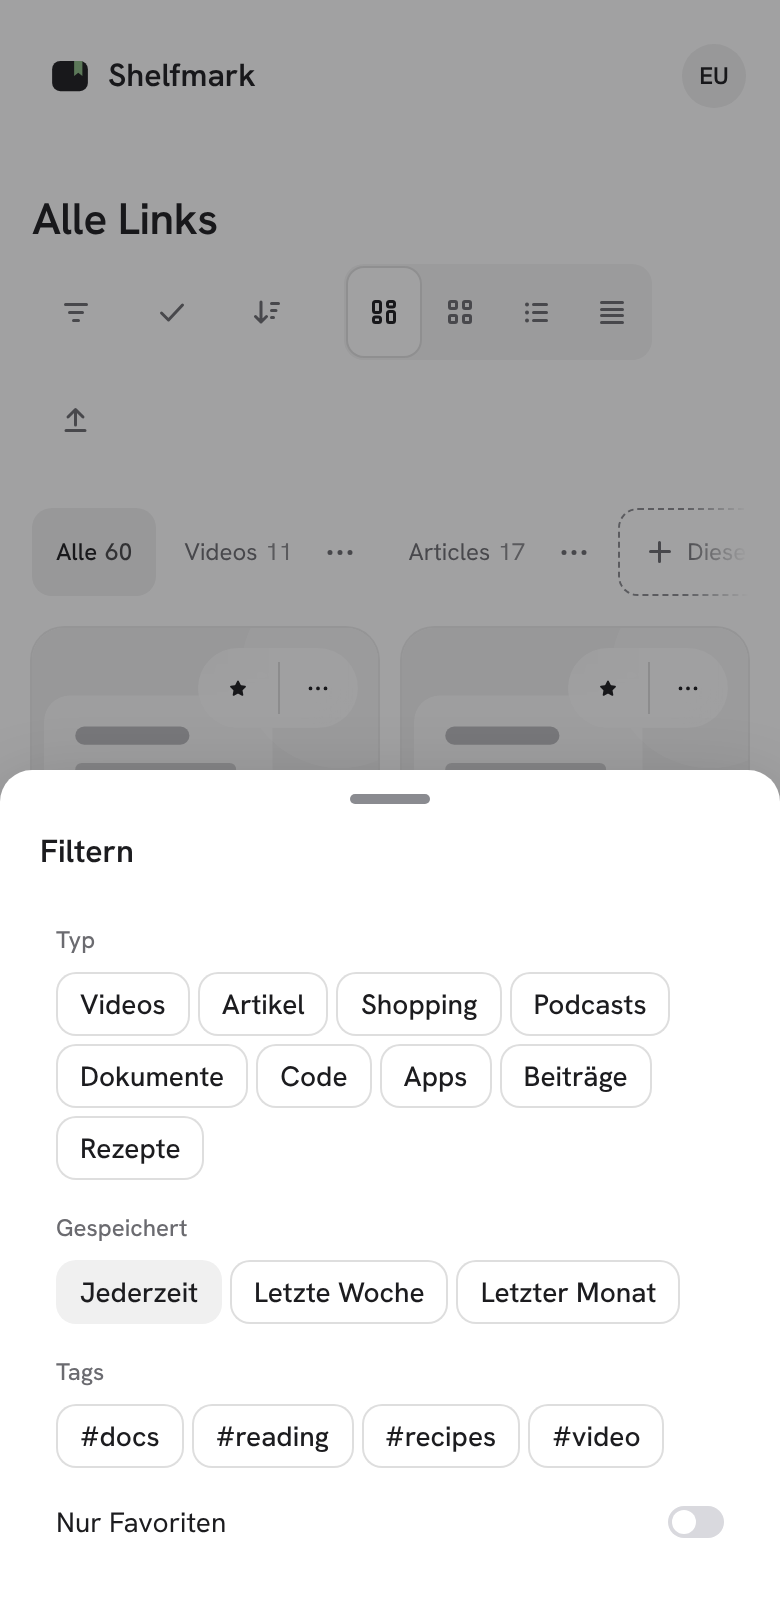 Shelfmark
EU
Alle Links
Alle 60 Videos 11 Articles 17 Diese
Filtern
Typ
Videos Artikel Shopping Podcasts
Dokumente Code Apps Beiträge
Rezepte
Gespeichert
Jederzeit Letzte Woche Letzter Monat
Tags
#docs #reading #recipes #video
Nur Favoriten